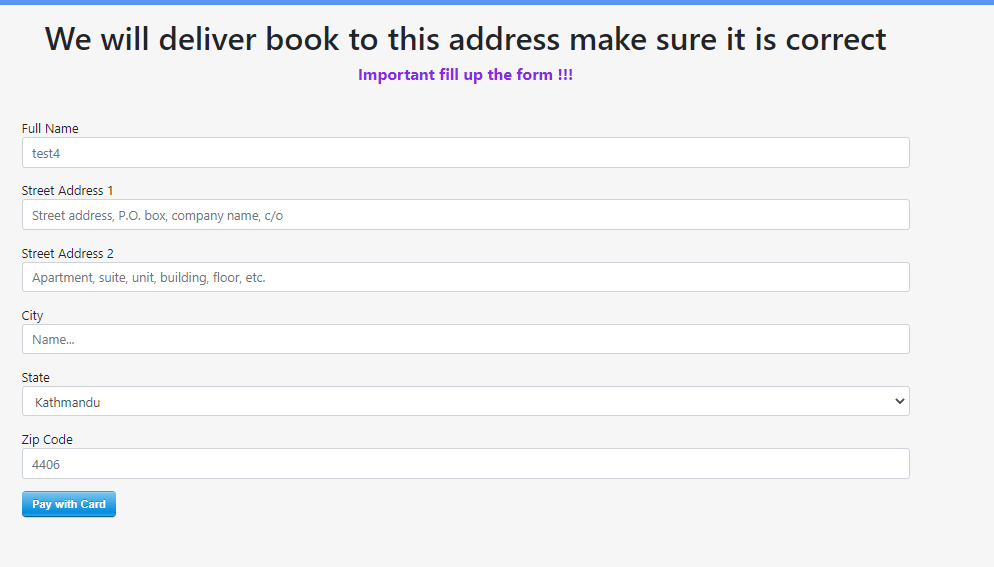 We will deliver book to this address make sure it is correct
Important fill up the form !!!
Full Name
test4
Street Address 1
Street address, P.O. box, company name, c/o
Street Address 2
Apartment, suite, unit, building, floor, etc.
City
Name...
State
Kathmandu
Zip Code
4406
Pay with Card